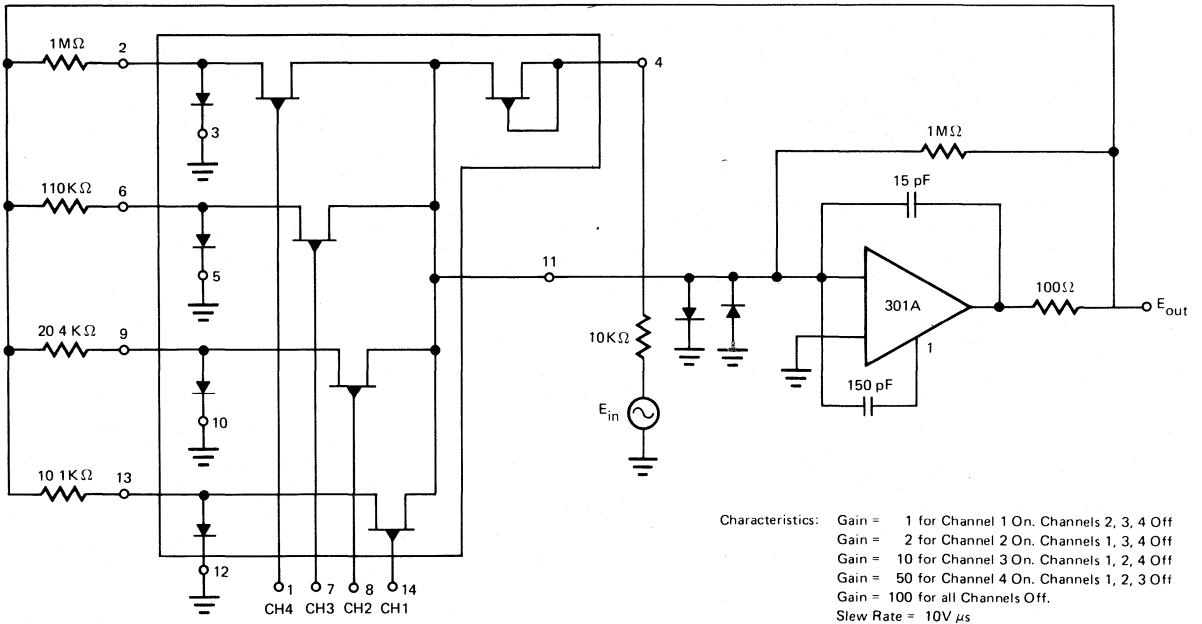 1MΩ
2
4
3
1MΩ
15 pF
110KΩ
6
5
11
301A
100Ω
E out
1
20 4 KΩ
9
10KΩ
150 pF
10
E in
10 1KΩ
13
12
1
7
8
14
CH4
CH3
CH2
CH1
Characteristics: Gain = 1 for Channel 1 On. Channels 2, 3, 4 Off
Gain = 2 for Channel 2 On. Channels 1, 3, 4 Off
Gain = 10 for Channel 3 On. Channels 1, 2, 4 Off
Gain = 50 for Channel 4 On. Channels 1, 2, 3 Off
Gain = 100 for all Channels Off.
Slew Rate = 10V µs